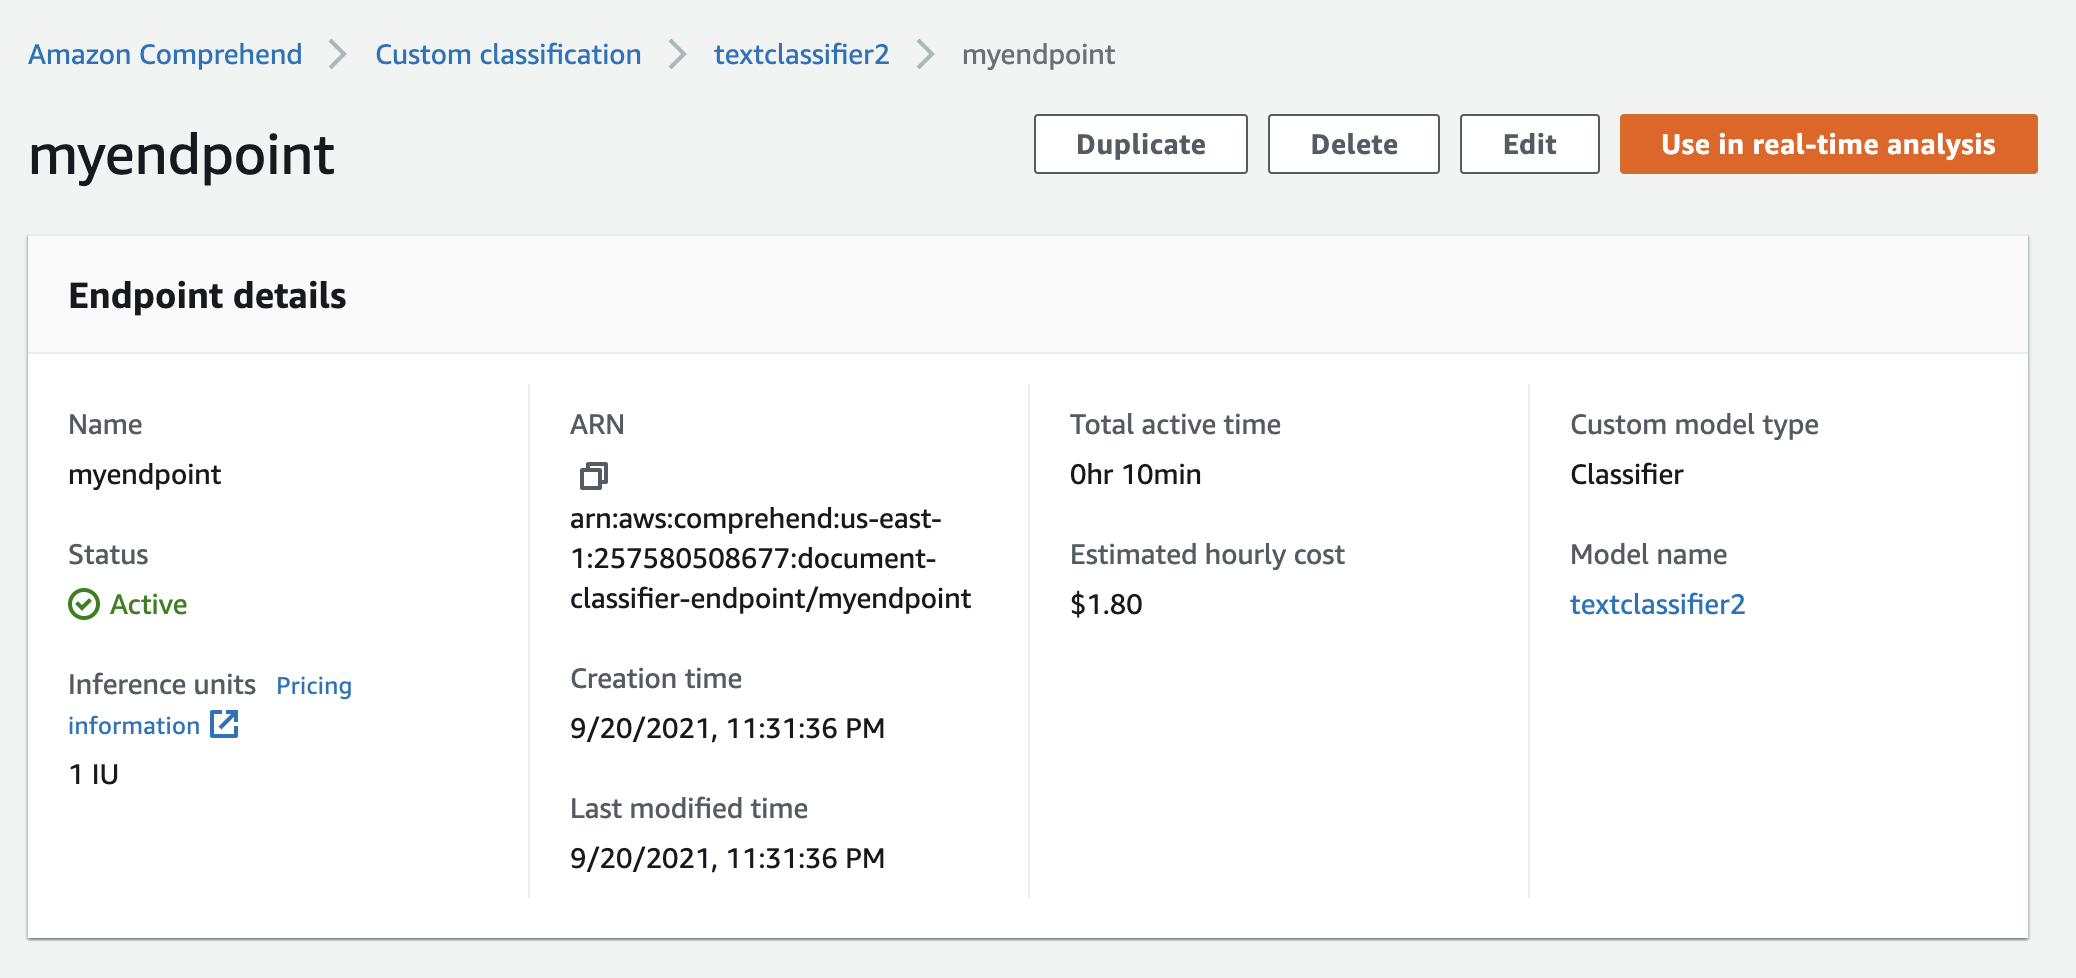 Amazon Comprehend > Custom classification > textclassifier2 > myendpoint
myendpoint
Duplicate
Delete
Edit
Use in real-time analysis
Endpoint details
Name
myendpoint
Status
Active
Inference units Pricing
information
1 IU
ARN
arn:aws:comprehend:us-east-
1:257580508677:document-
classifier-endpoint/myendpoint
Creation time
9/20/2021, 11:31:36 PM
Last modified time
9/20/2021, 11:31:36 PM
Total active time
0hr 10min
Estimated hourly cost
$1.80
Custom model type
Classifier
Model name
textclassifier2